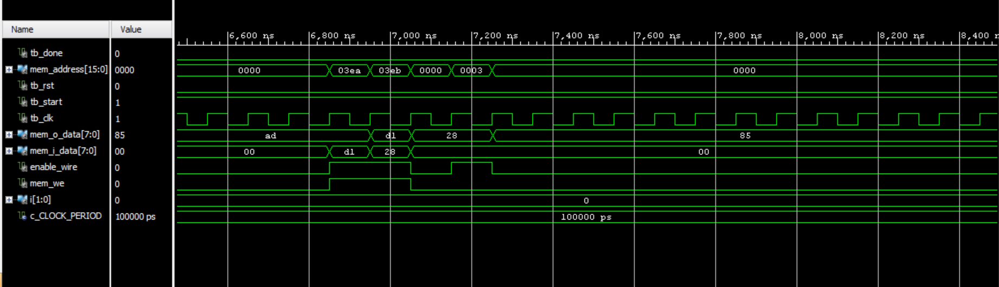 Name Value
6,600 ns 6,800 ns 7,000 ns 7,200 ns 7,400 ns 7,600 ns 7,800 ns 8,000 ns 8,200 ns 8,400 n
tb_done 0
mem_address[15:0] 0000 0000 03ea 03eb 0000 0003 0000
tb_rst 0
tb_start 1
tb_clk 1
mem_o_data[7:0] 85 ad d1 28 85
mem_i_data[7:0] 00 00 d1 28 00
enable_wire 0
mem_we 0
i[1:0] 0 0
c_CLOCK_PERIOD 100000 ps 100000 ps